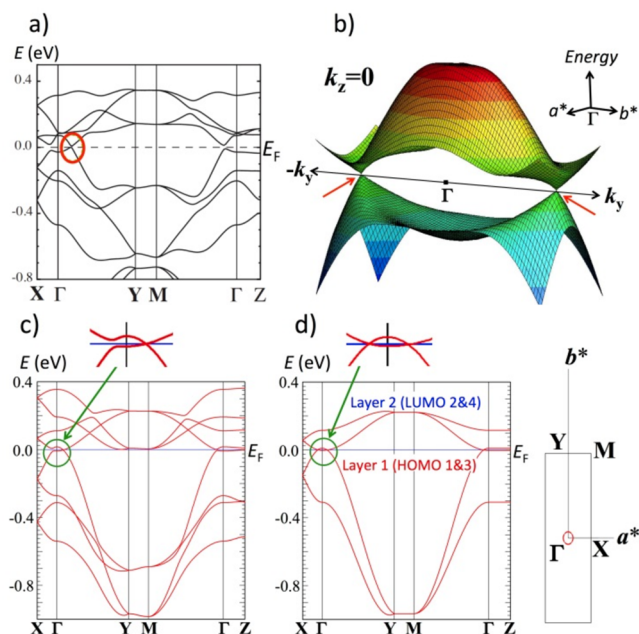 a)
E (eV)
0.4
0.0
-0.4
-0.8
E_F
X Γ Y M Γ Z
b)
k_z=0
Energy
a* Γ b*
-k_y
Γ
k_y
c)
E (eV)
0.4
0.0
-0.4
-0.8
E_F
X Γ Y M Γ Z
d)
E (eV)
0.4
0.0
-0.4
-0.8
Layer 2 (LUMO 2&4)
E_F
Layer 1 (HOMO 1&3)
X Γ Y M Γ Z
b*
Y M
a*
Γ X